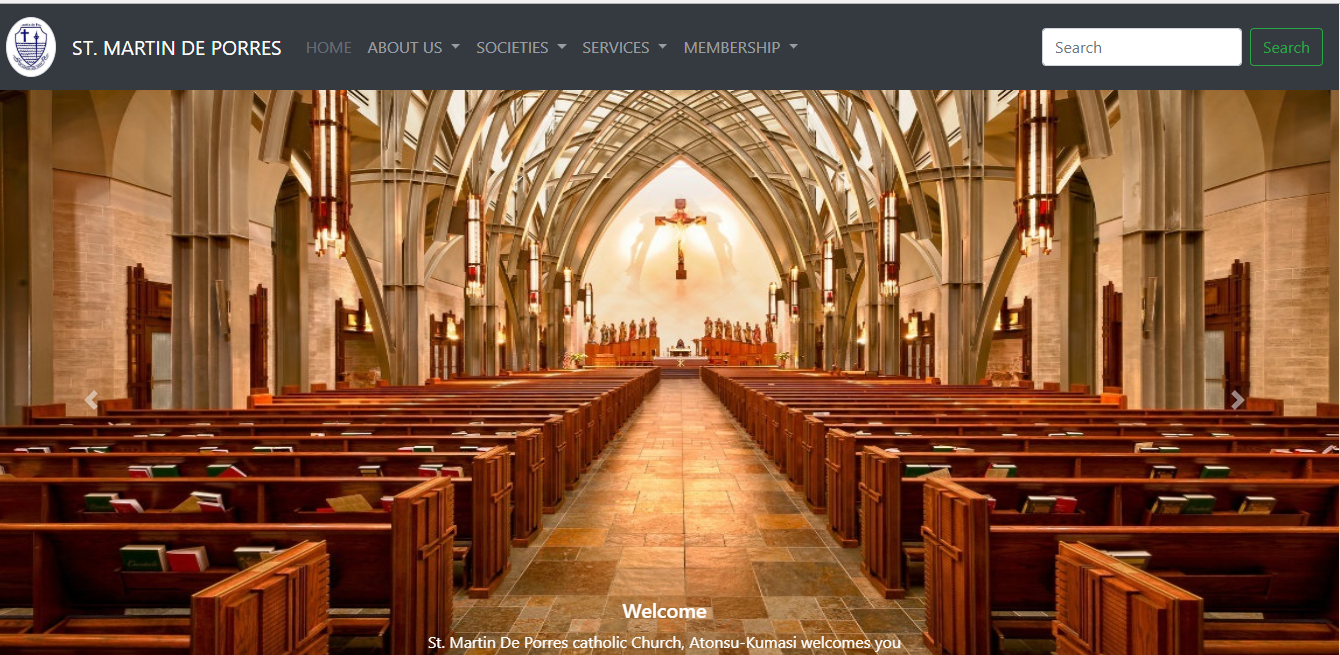 ST. MARTIN DE PORRES HOME ABOUT US SOCIETIES SERVICES MEMBERSHIP Search Search
Welcome
St. Martin De Porres catholic Church, Atonsu-Kumasi welcomes you